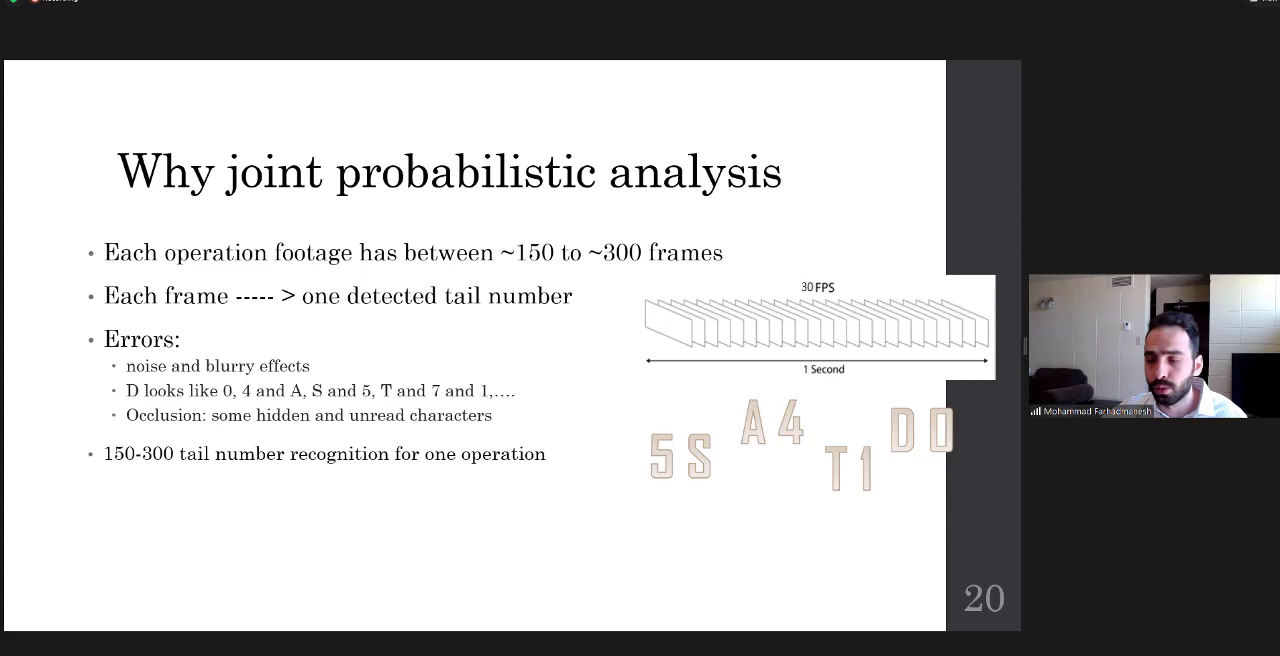 Why joint probabilistic analysis
• Each operation footage has between ~150 to ~300 frames
• Each frame ----- > one detected tail number
• Errors:
• noise and blurry effects
• D looks like 0, 4 and A, S and 5, T and 7 and 1,….
• Occlusion: some hidden and unread characters
• 150-300 tail number recognition for one operation
30 FPS
1 Second
5 S
A 4
T 1
D 0
20
Mohammad Farhadmanesh